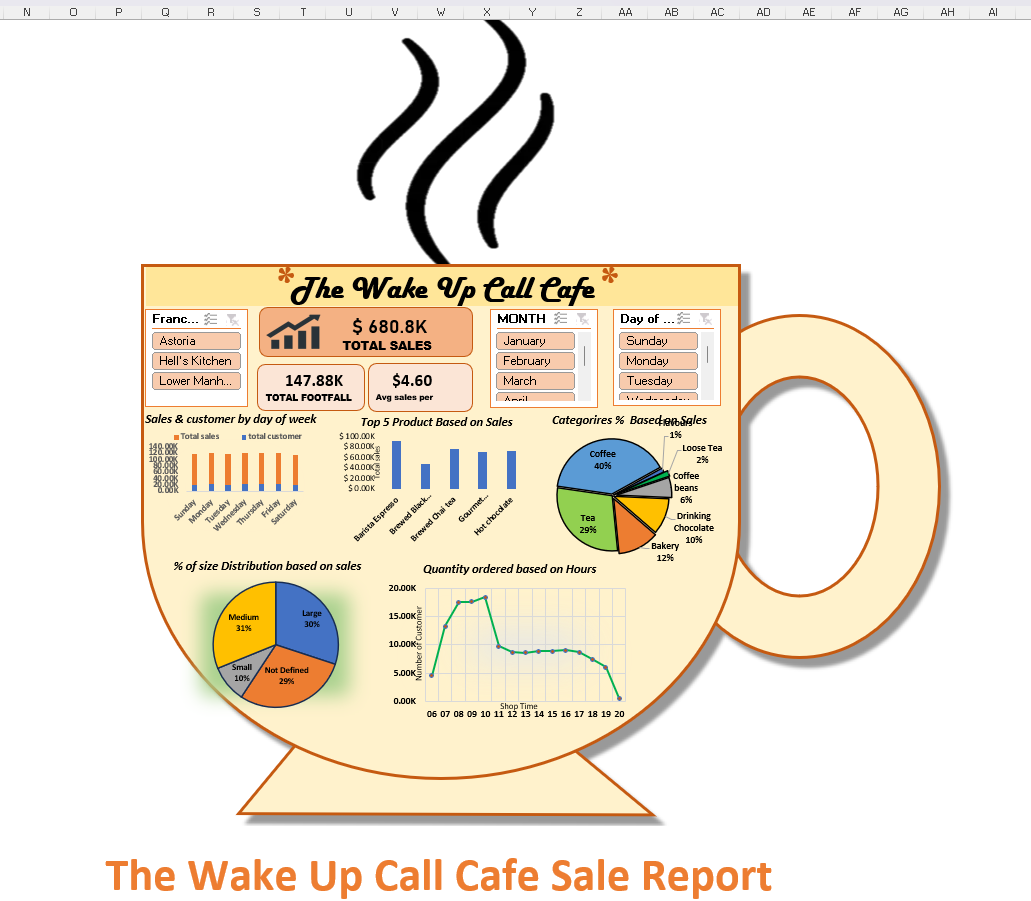 N O P Q R S T U V W X Y Z AA AB AC AD AE AF AG AH AI
* The Wake Up Call Cafe *
Franc...
Astoria
Hell's Kitchen
Lower Manh...
$ 680.8K
TOTAL SALES
147.88K
TOTAL FOOTFALL
$4.60
Avg sales per
MONTH
January
February
March
April
Day of ...
Sunday
Monday
Tuesday
Wednesday
Sales & customer by day of week
Total sales total customer
140.00K
120.00K
100.00K
80.00K
60.00K
40.00K
20.00K
0.00K
Sunday
Monday
Tuesday
Wednesday
Thursday
Friday
Saturday
Top 5 Product Based on Sales
Total sales
$ 100.00K
$ 80.00K
$ 60.00K
$ 40.00K
$ 20.00K
$ 0.00K
Barista Espresso
Brewed Black...
Brewed Chai tea
Gourmet...
Hot chocolate
Categorires % Based on Sales
Flavours
1%
Loose Tea
2%
Coffee
beans
6%
Drinking
Chocolate
10%
Bakery
12%
Tea
29%
Coffee
40%
% of size Distribution based on sales
Large
30%
Not Defined
29%
Small
10%
Medium
31%
Quantity ordered based on Hours
Number of Customer
20.00K
15.00K
10.00K
5.00K
0.00K
Shop Time
06 07 08 09 10 11 12 13 14 15 16 17 18 19 20
The Wake Up Call Cafe Sale Report